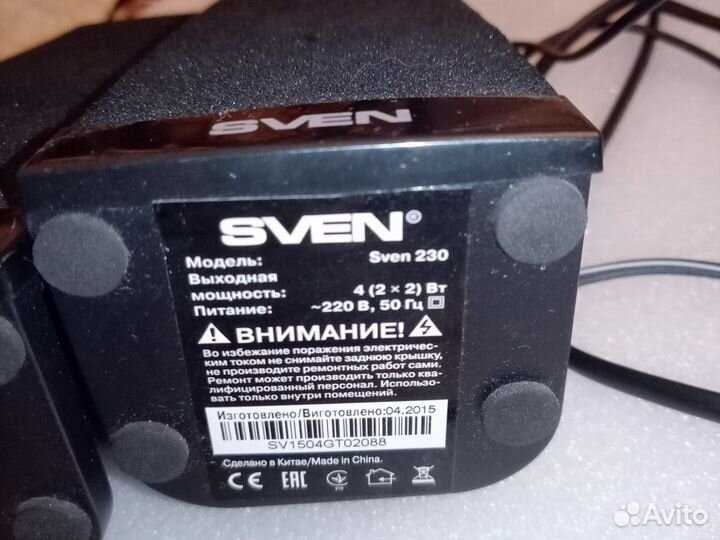 SVEN
SVEN®
Модель: Sven 230
Выходная
мощность: 4 (2 × 2) Вт
Питание: ~220 В, 50 Гц
ВНИМАНИЕ!
Во избежание поражения электричес-
ким током не снимайте заднюю крышку,
не производите ремонтных работ сами.
Ремонт может производить только ква-
лифицированный персонал. Использо-
вать только внутри помещений.
Изготовлено/Виготовлено:04.2015
SV1504GT02088
Сделано в Китае/Made in China.
CE EAC
Avito